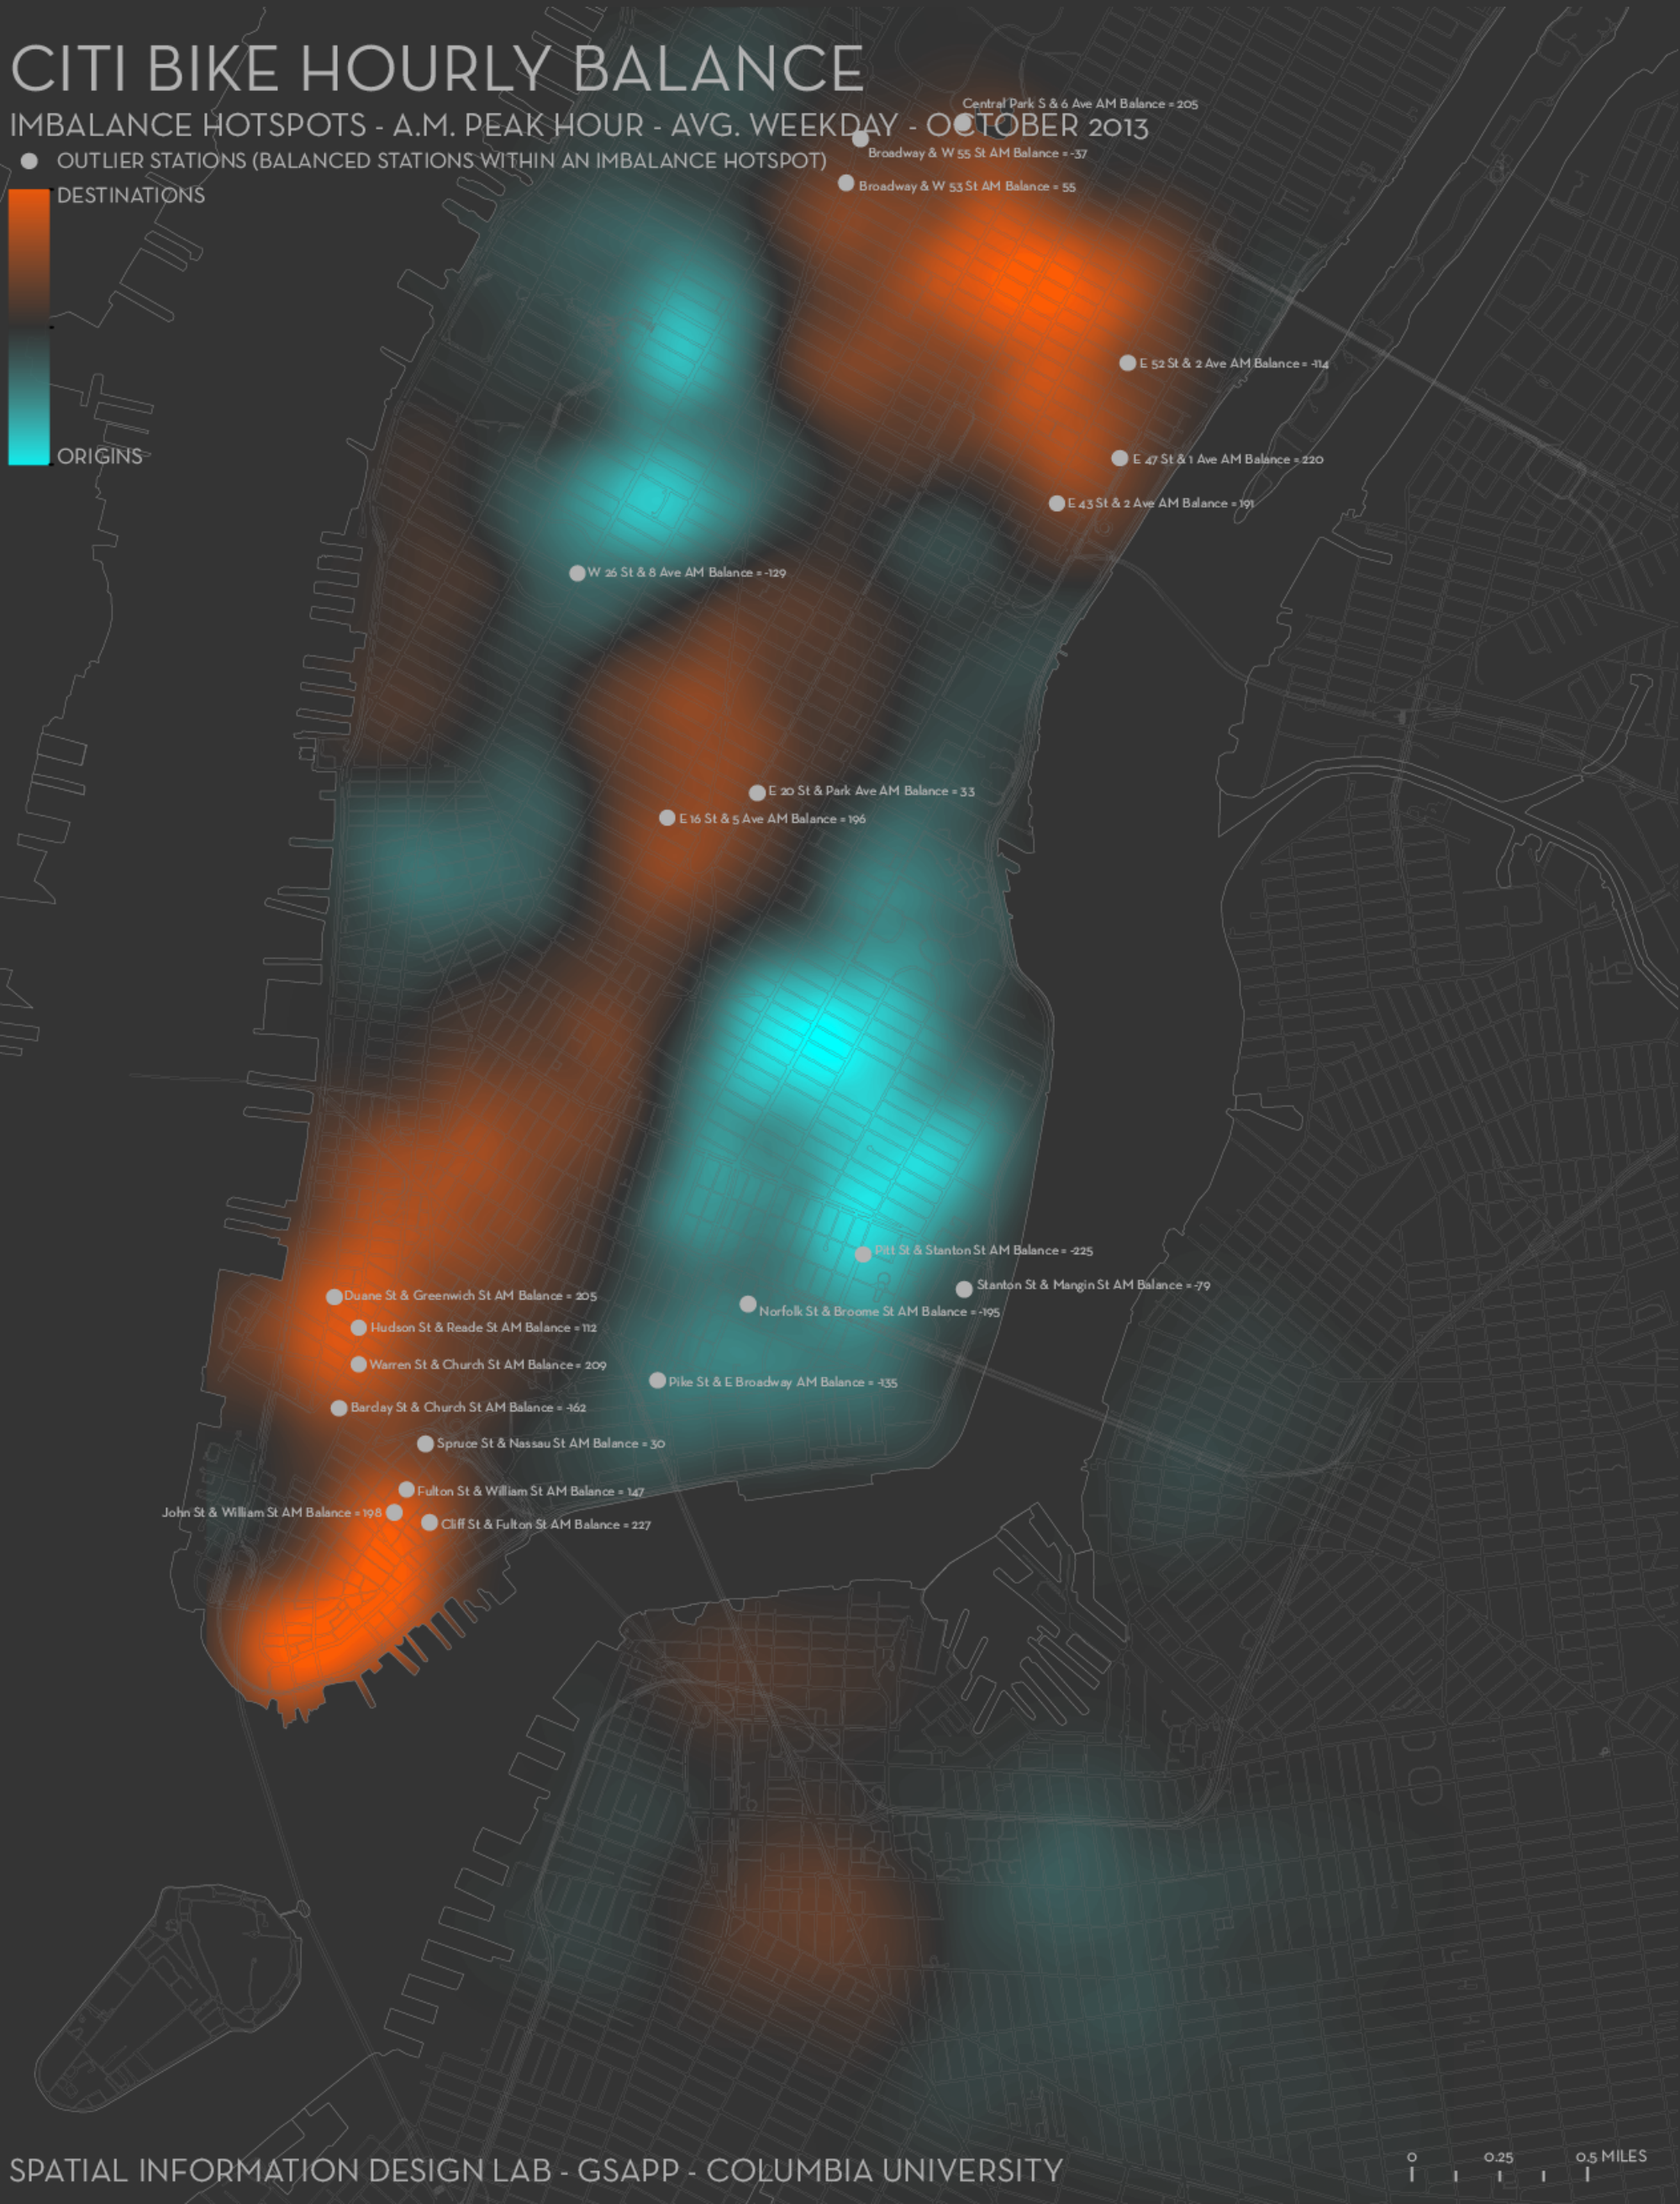 CITI BIKE HOURLY BALANCE
IMBALANCE HOTSPOTS - A.M. PEAK HOUR - AVG. WEEKDAY - OCTOBER 2013
OUTLIER STATIONS (BALANCED STATIONS WITHIN AN IMBALANCE HOTSPOT)
DESTINATIONS
ORIGINS
Central Park S & 6 Ave AM Balance = 205
Broadway & W 55 St AM Balance = -37
Broadway & W 53 St AM Balance = 55
E 52 St & 2 Ave AM Balance = -114
E 47 St & 1 Ave AM Balance = 220
E 43 St & 2 Ave AM Balance = 191
W 26 St & 8 Ave AM Balance = -129
E 20 St & Park Ave AM Balance = 33
E 16 St & 5 Ave AM Balance = 196
Pitt St & Stanton St AM Balance = -225
Stanton St & Mangin St AM Balance = -79
Duane St & Greenwich St AM Balance = 205
Norfolk St & Broome St AM Balance = -195
Hudson St & Reade St AM Balance = 112
Warren St & Church St AM Balance = 209
Pike St & E Broadway AM Balance = -135
Barclay St & Church St AM Balance = -162
Spruce St & Nassau St AM Balance = 30
Fulton St & William St AM Balance = 147
John St & William St AM Balance = 198
Cliff St & Fulton St AM Balance = 227
SPATIAL INFORMATION DESIGN LAB - GSAPP - COLUMBIA UNIVERSITY
0 0.25 0.5 MILES